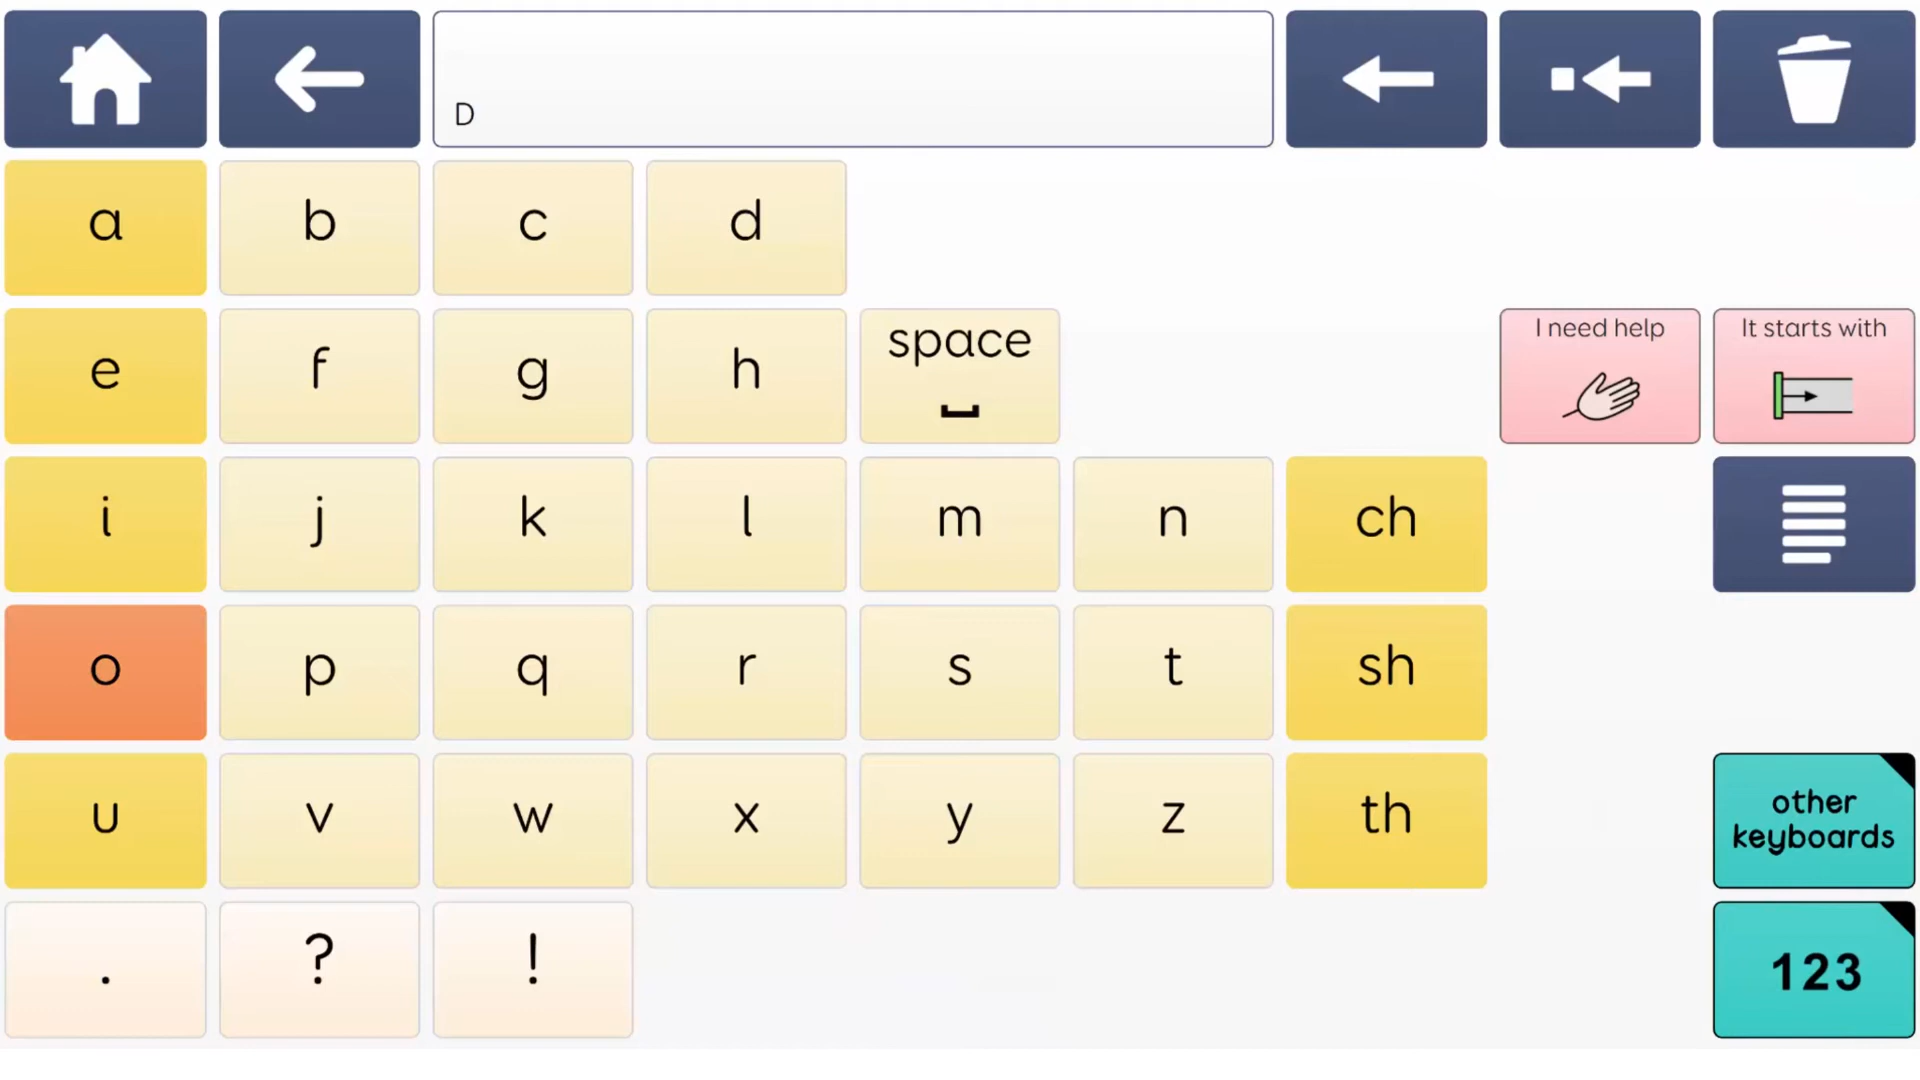 D
a b c d
e f g h space
I need help It starts with
i j k l m n ch
o p q r s t sh
u v w x y z th
other
keyboards
. ? !
123